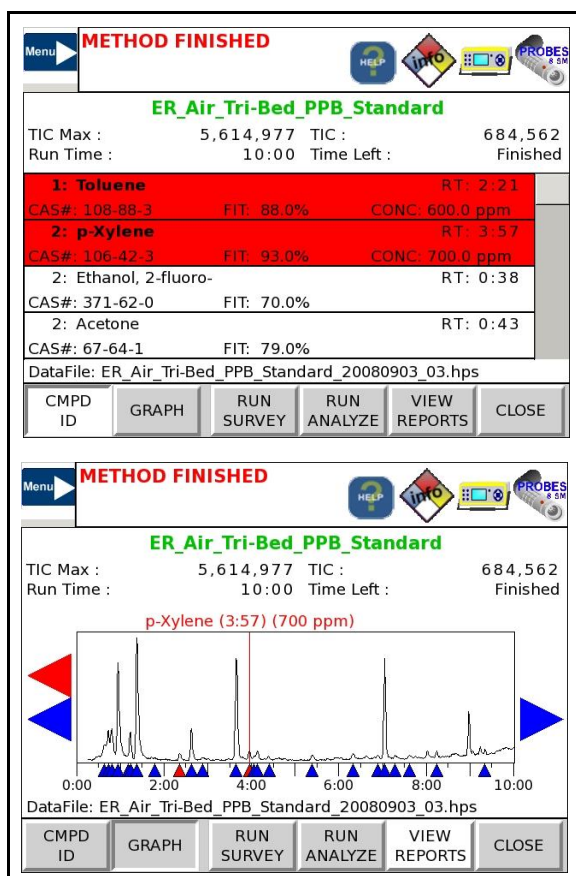 Menu
METHOD FINISHED
HELP
info
PROBES
8 SM
ER_Air_Tri-Bed_PPB_Standard
TIC Max : 5,614,977 TIC : 684,562
Run Time : 10:00 Time Left : Finished
1: Toluene RT: 2:21
CAS#: 108-88-3 FIT: 88.0% CONC: 600.0 ppm
2: p-Xylene RT: 3:57
CAS#: 106-42-3 FIT: 93.0% CONC: 700.0 ppm
2: Ethanol, 2-fluoro- RT: 0:38
CAS#: 371-62-0 FIT: 70.0%
2: Acetone RT: 0:43
CAS#: 67-64-1 FIT: 79.0%
DataFile: ER_Air_Tri-Bed_PPB_Standard_20080903_03.hps
CMPD ID
GRAPH
RUN SURVEY
RUN ANALYZE
VIEW REPORTS
CLOSE
Menu
METHOD FINISHED
HELP
info
PROBES
8 SM
ER_Air_Tri-Bed_PPB_Standard
TIC Max : 5,614,977 TIC : 684,562
Run Time : 10:00 Time Left : Finished
p-Xylene (3:57) (700 ppm)
0:00 2:00 4:00 6:00 8:00 10:00
DataFile: ER_Air_Tri-Bed_PPB_Standard_20080903_03.hps
CMPD ID
GRAPH
RUN SURVEY
RUN ANALYZE
VIEW REPORTS
CLOSE